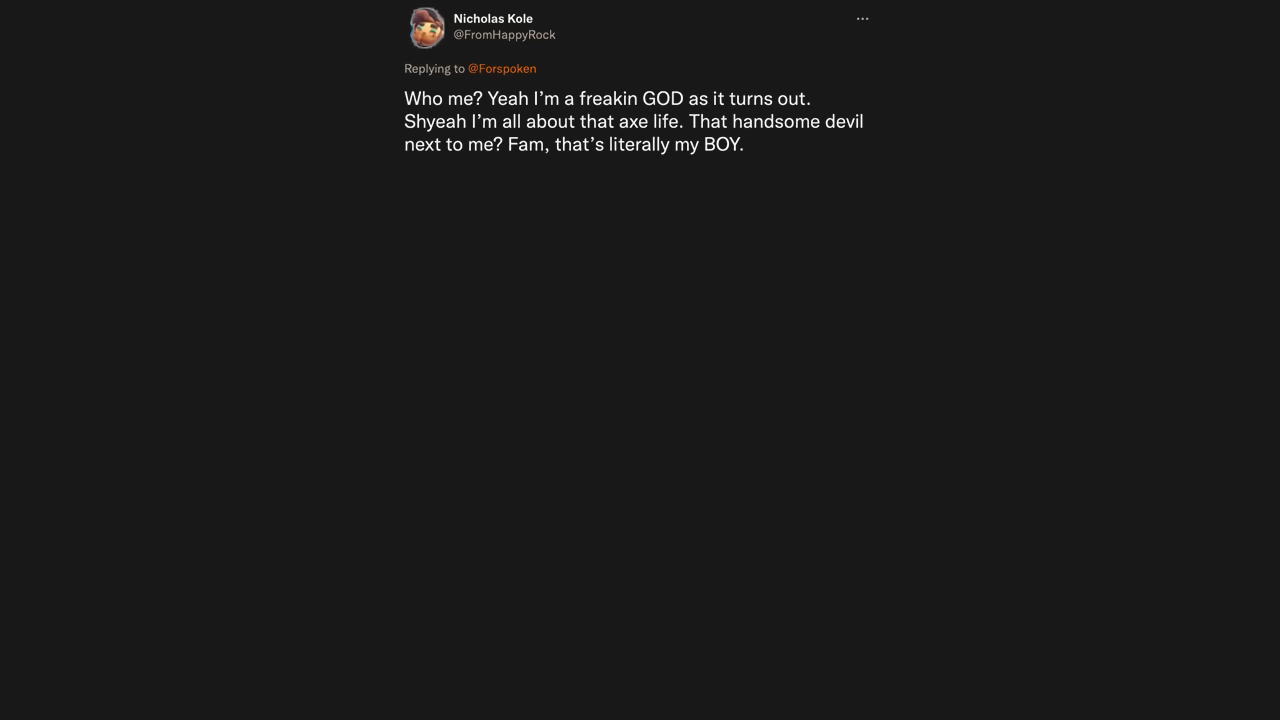 Nicholas Kole
@FromHappyRock
Replying to @Forspoken
Who me? Yeah I’m a freakin GOD as it turns out.
Shyeah I’m all about that axe life. That handsome devil
next to me? Fam, that’s literally my BOY.